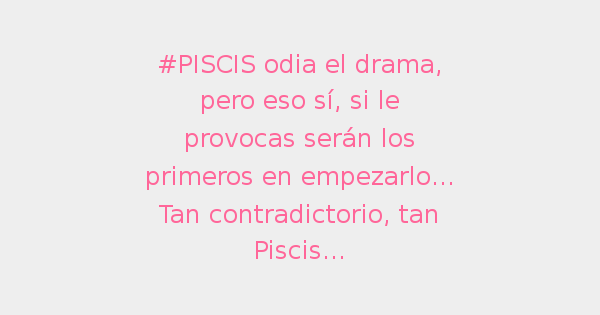 #PISCIS odia el drama,
pero eso sí, si le
provocas serán los
primeros en empezarlo...
Tan contradictorio, tan
Piscis...